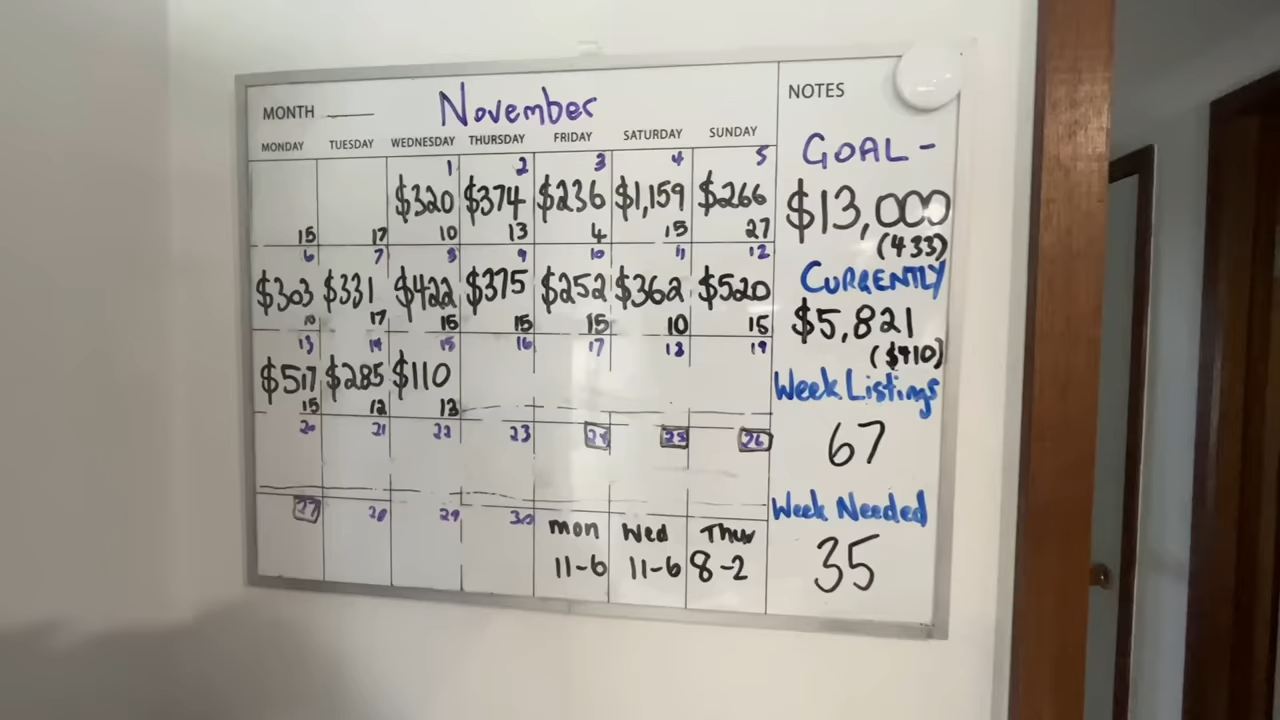 MONTH November
MONDAY TUESDAY WEDNESDAY THURSDAY FRIDAY SATURDAY SUNDAY
1 2 3 4 5
$320 $374 $236 $1,159 $266
15 17 10 13 4 15 27
6 7 8 9 10 11 12
$303 $331 $422 $375 $252 $362 $520
10 17 15 15 15 10 15
13 14 15 16 17 18 19
$517 $285 $110
15 12 13
20 21 22 23 24 25 26
27 28 29 30
mon Wed Thur
11-6 11-6 8-2
NOTES
GOAL -
$13,000
(433)
CURRENTLY
$5,821
($410)
Week Listings
67
Week Needed
35